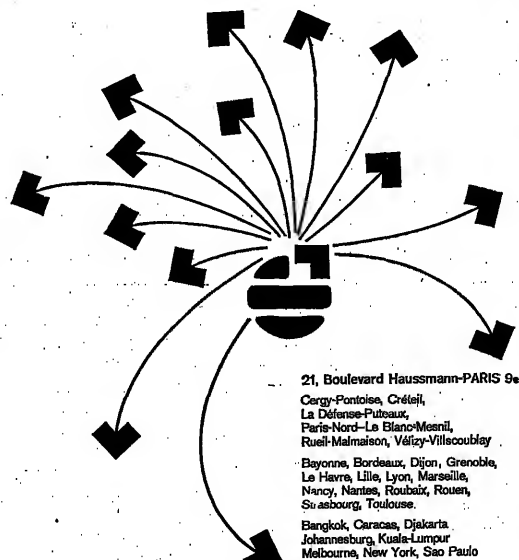 21, Boulevard Haussmann-PARIS 9e
Cergy-Pontoise, Créteil,
La Défense-Puteaux,
Paris-Nord-Le Blanc-Mesnil,
Rueil-Malmaison, Vélizy-Villscoublay
Bayonne, Bordeaux, Dijon, Grenoble,
Le Havre, Lille, Lyon, Marseille,
Nancy, Nantes, Roubaix, Rouen,
Strasbourg, Toulouse.
Bangkok, Caracas, Djakarta
Johannesburg, Kuala-Lumpur
Melbourne, New York, Sao Paulo